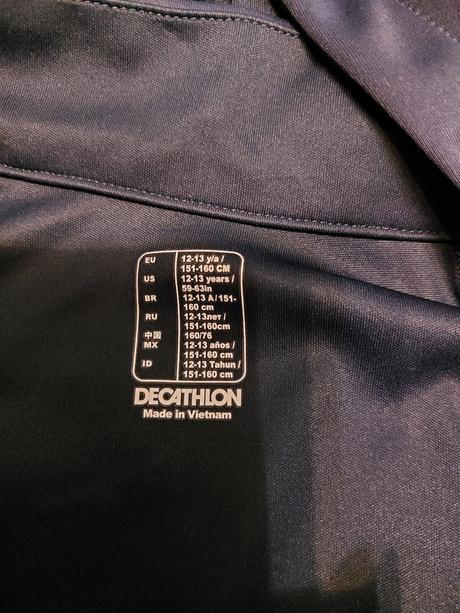 EU 12-13 y/a /
151-160 CM
US 12-13 years /
59-63in
BR 12-13 A / 151-
160 cm
RU 12-13лет /
151-160cm
中国 160/76
MX 12-13 años /
151-160 cm
ID 12-13 Tahun /
151-160 cm
DECATHLON
Made in Vietnam